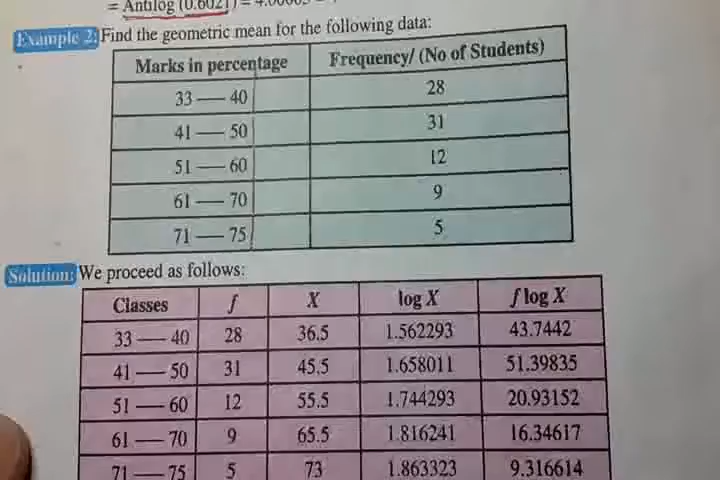 = Antilog (0.6021) =
Example 2: Find the geometric mean for the following data:
Marks in percentage Frequency/ (No of Students)
33 — 40 28
41 — 50 31
51 — 60 12
61 — 70 9
71 — 75 5
Solution: We proceed as follows:
Classes f X log X f log X
33 — 40 28 36.5 1.562293 43.7442
41 — 50 31 45.5 1.658011 51.39835
51 — 60 12 55.5 1.744293 20.93152
61 — 70 9 65.5 1.816241 16.34617
71 — 75 5 73 1.863323 9.316614